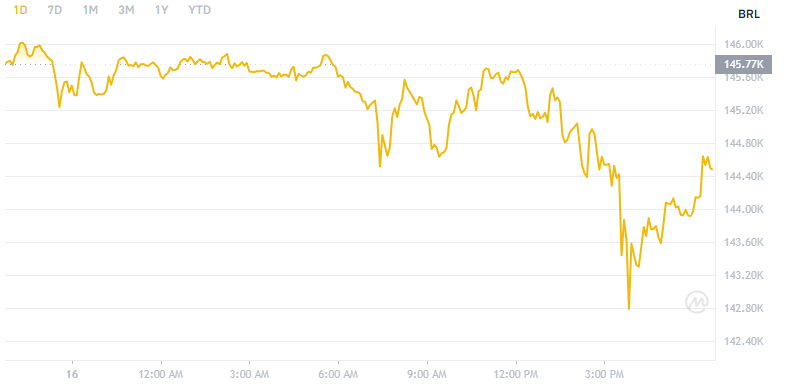 1D 7D 1M 3M 1Y YTD
BRL
146.00K
145.77K
145.60K
145.20K
144.80K
144.40K
144.00K
143.60K
143.20K
142.80K
142.40K
16 12:00 AM 3:00 AM 6:00 AM 9:00 AM 12:00 PM 3:00 PM